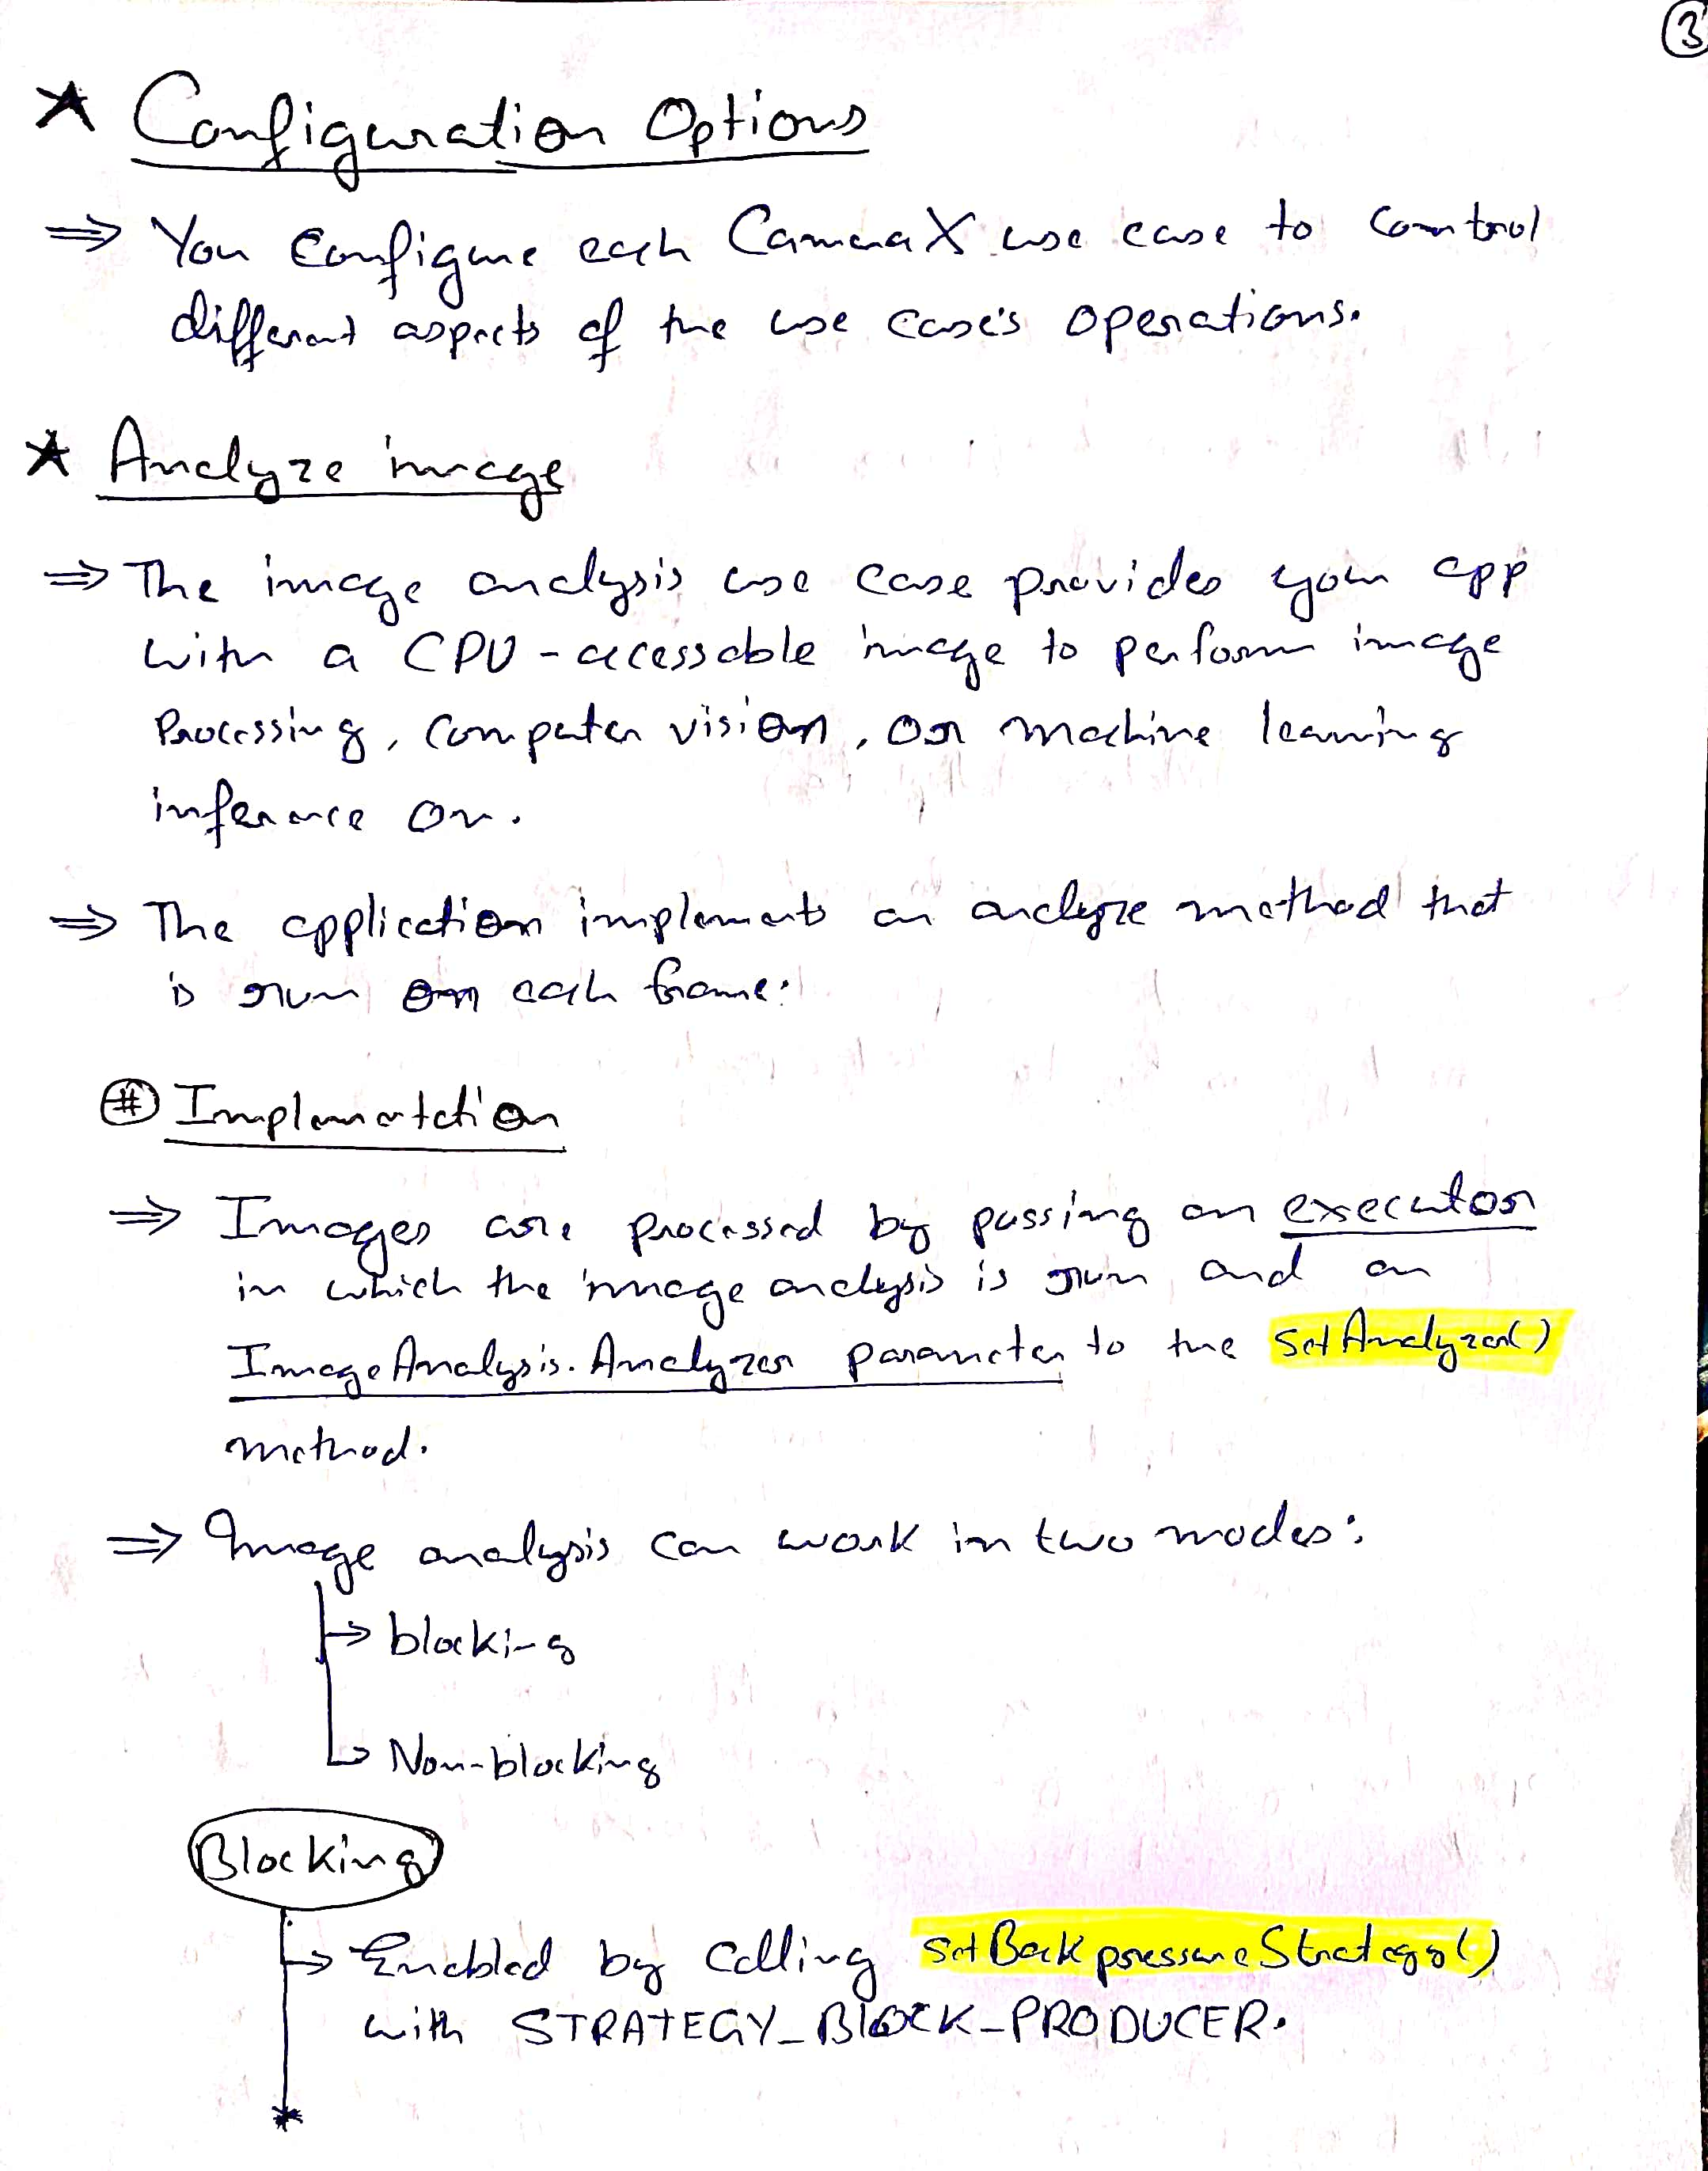 3
★ Configuration Options
⇒ You Configure each CameraX use case to control
different aspects of the use case's operations.
★ Analyze image
⇒ The image analysis use case provides your app
with a CPU-accessable image to perform image
Processing, computer vision, or machine learning
inference on.
⇒ The application implements an analyze method that
is run on each frame:
# Implementation
⇒ Images are processed by passing an executor
in which the image analysis is run and an
ImageAnalysis.Analyzer parameter to the setAnalyzer()
method.
⇒ Image analysis can work in two modes:
→ blocking
→ Non-blocking
Blocking
→ Enabled by calling setBackpressureStrategy()
with STRATEGY_BLOCK_PRODUCER.
*